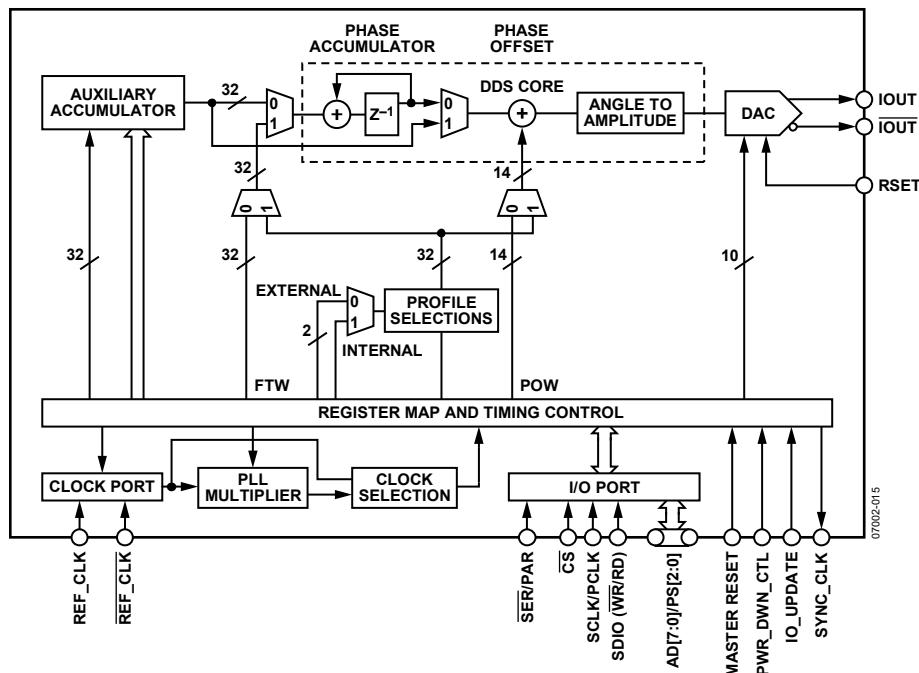 PHASE ACCUMULATOR
PHASE OFFSET
AUXILIARY ACCUMULATOR
32
0
1
+
Z–1
0
1
DDS CORE
+
ANGLE TO AMPLITUDE
DAC
IOUT
IOUT
RSET
32
14
0 1
0 1
32
32
32
14
10
EXTERNAL
0
1
2
INTERNAL
PROFILE SELECTIONS
FTW
POW
REGISTER MAP AND TIMING CONTROL
CLOCK PORT
PLL MULTIPLIER
CLOCK SELECTION
I/O PORT
REF_CLK
REF_CLK
SER/PAR
CS
SCLK/PCLK
SDIO (WR/RD)
AD[7:0]/PS[2:0]
MASTER RESET
PWR_DWN_CTL
IO_UPDATE
SYNC_CLK
07002-015